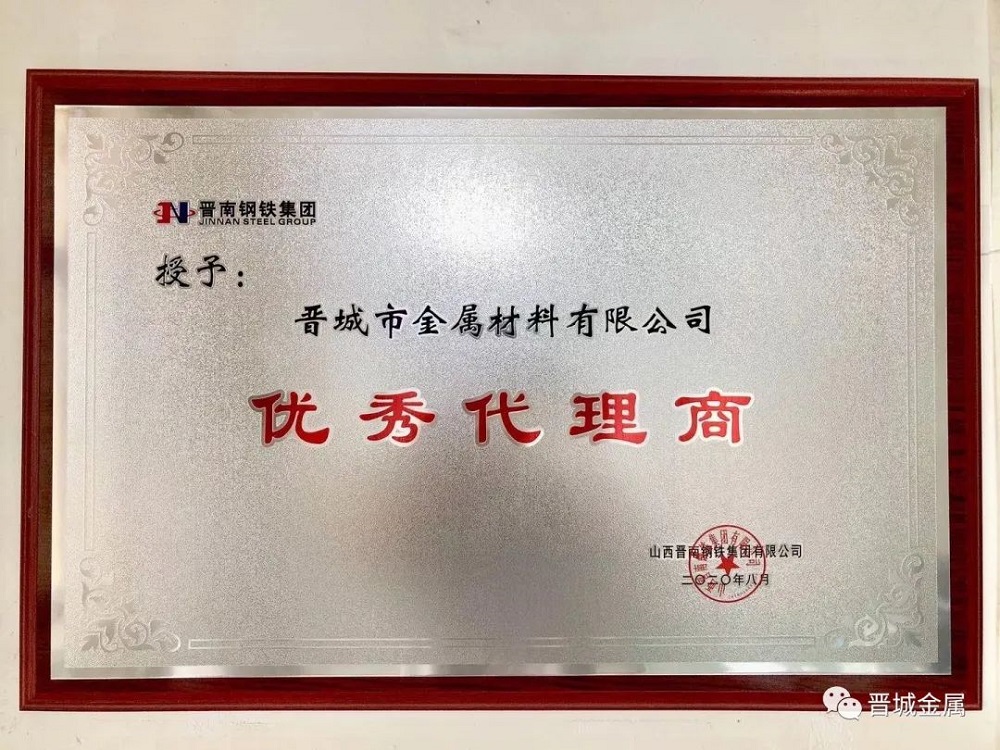 晋南钢铁集团
JINNAN STEEL GROUP
授予：
晋城市金属材料有限公司
优秀代理商
山西晋南钢铁集团有限公司
二〇二〇年八月
晋城金属